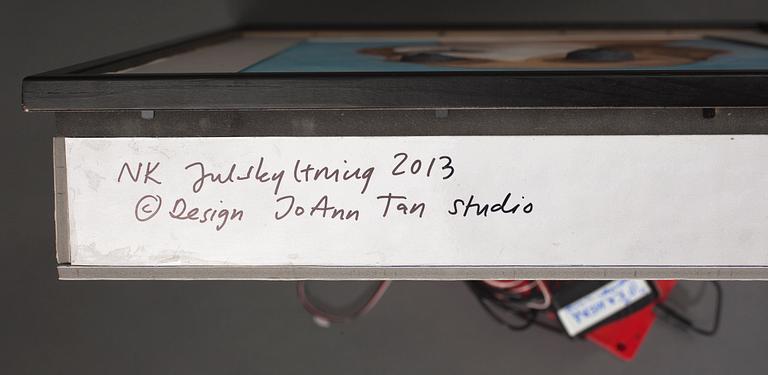 NK Julskyltning 2013
© Design JoAnn Tan studio